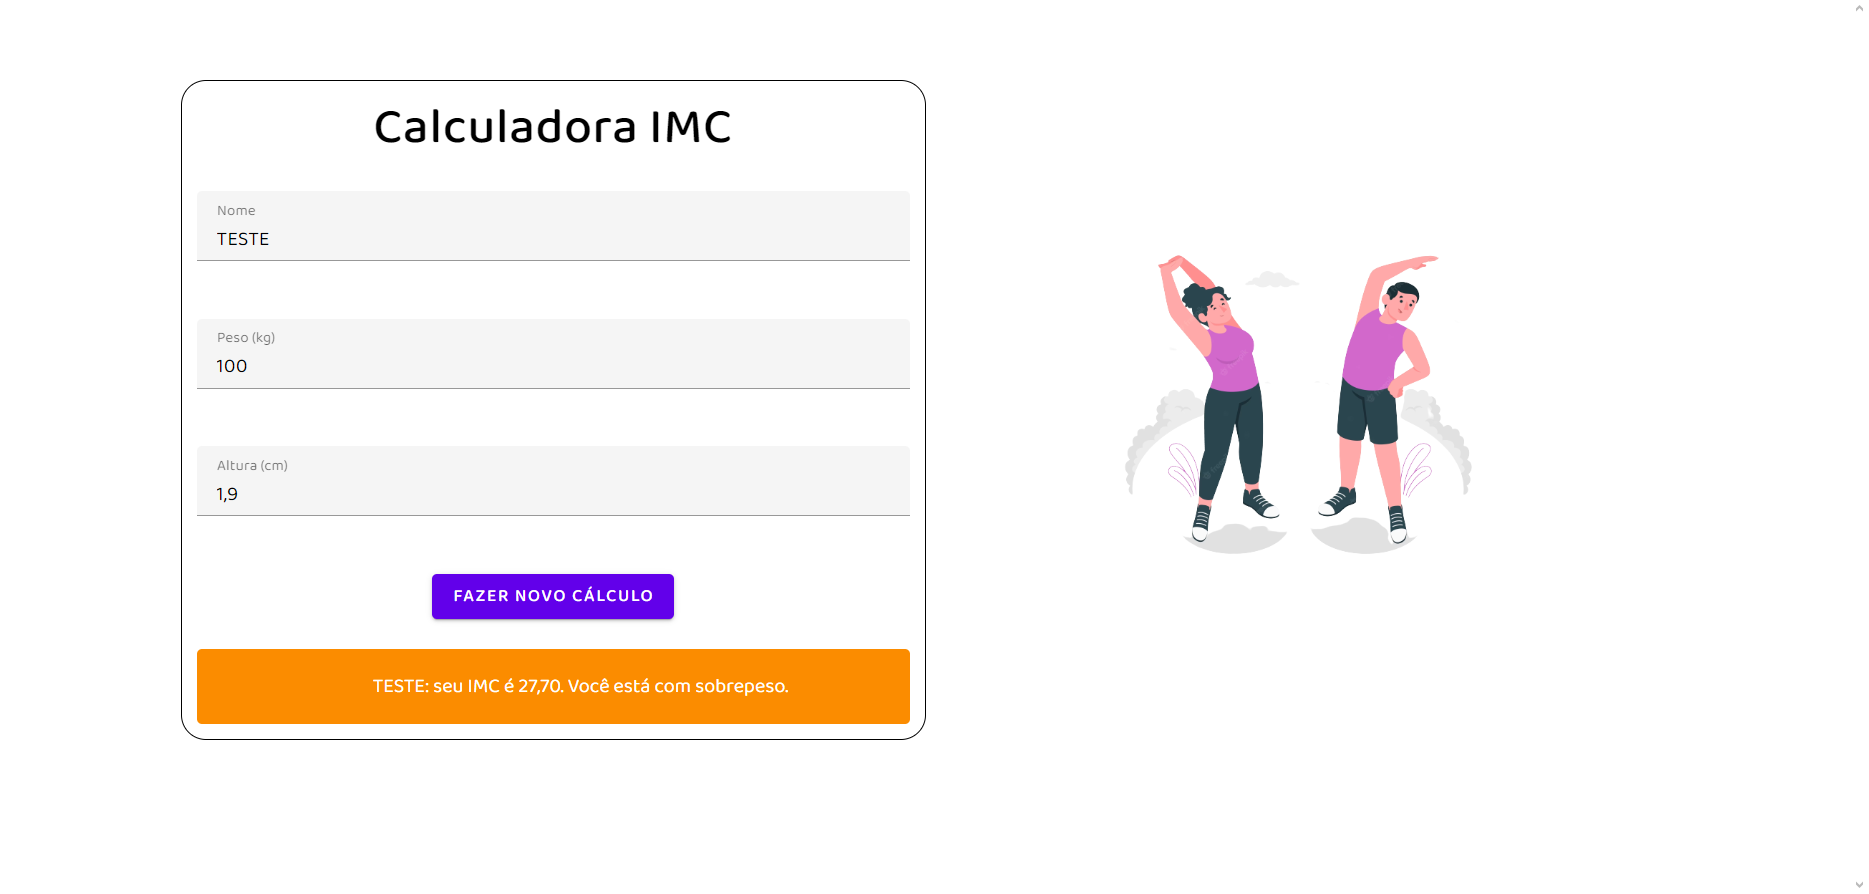 Calculadora IMC
Nome
TESTE
Peso (kg)
100
Altura (cm)
1,9
FAZER NOVO CÁLCULO
TESTE: seu IMC é 27,70. Você está com sobrepeso.